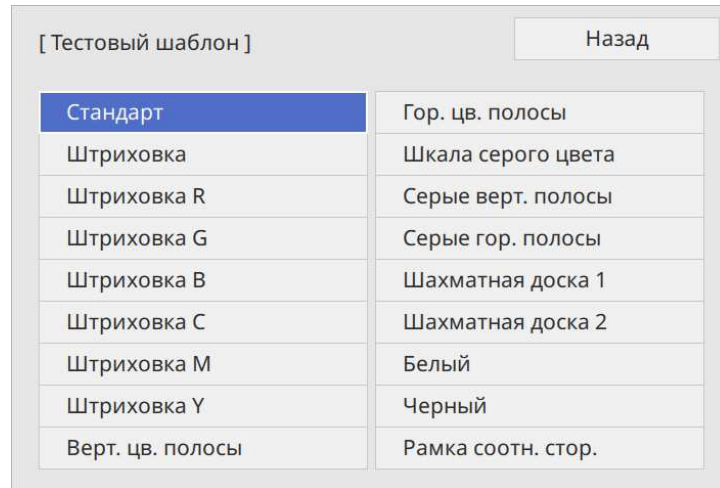 [ Тестовый шаблон ]
Назад
Стандарт
Штриховка
Штриховка R
Штриховка G
Штриховка B
Штриховка C
Штриховка M
Штриховка Y
Верт. цв. полосы
Гор. цв. полосы
Шкала серого цвета
Серые верт. полосы
Серые гор. полосы
Шахматная доска 1
Шахматная доска 2
Белый
Черный
Рамка соотн. стор.